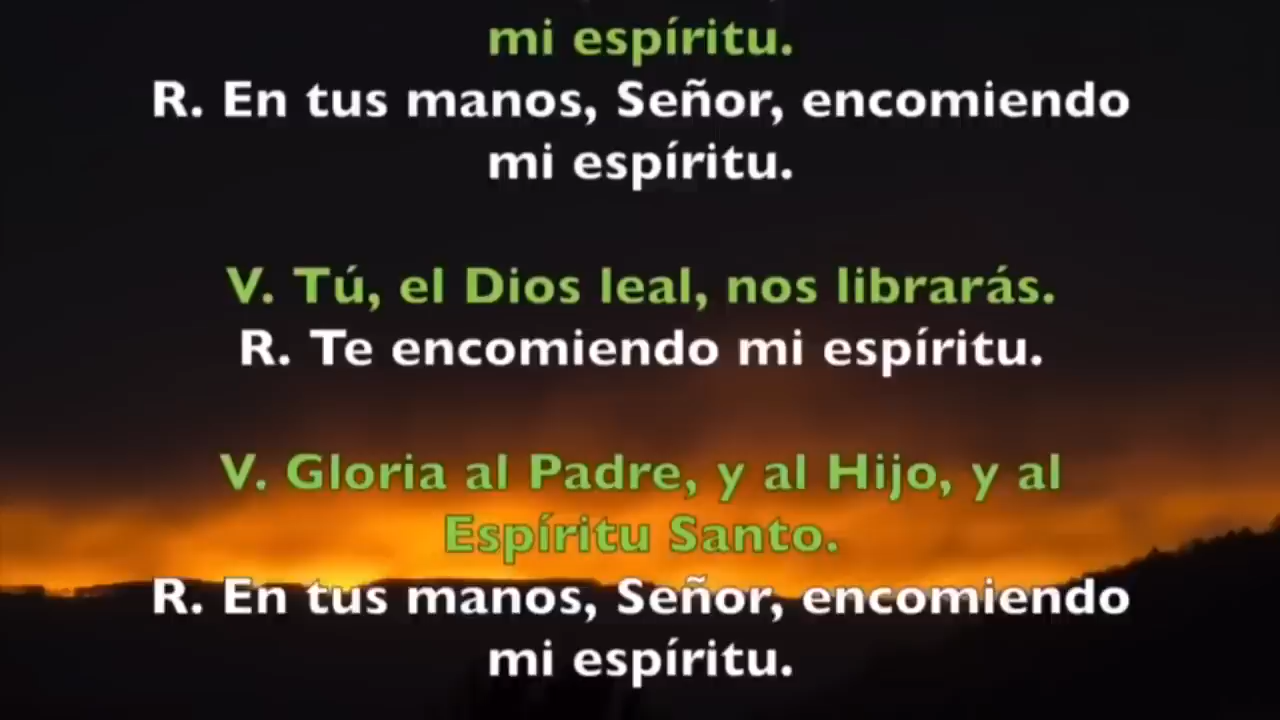 mi espíritu.
R. En tus manos, Señor, encomiendo
mi espíritu.
V. Tú, el Dios leal, nos librarás.
R. Te encomiendo mi espíritu.
V. Gloria al Padre, y al Hijo, y al
Espíritu Santo.
R. En tus manos, Señor, encomiendo
mi espíritu.